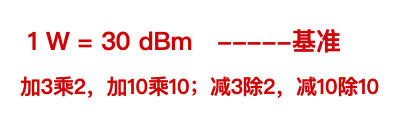 1 W = 30 dBm -----基准
加3乘2，加10乘10；减3除2，减10除10